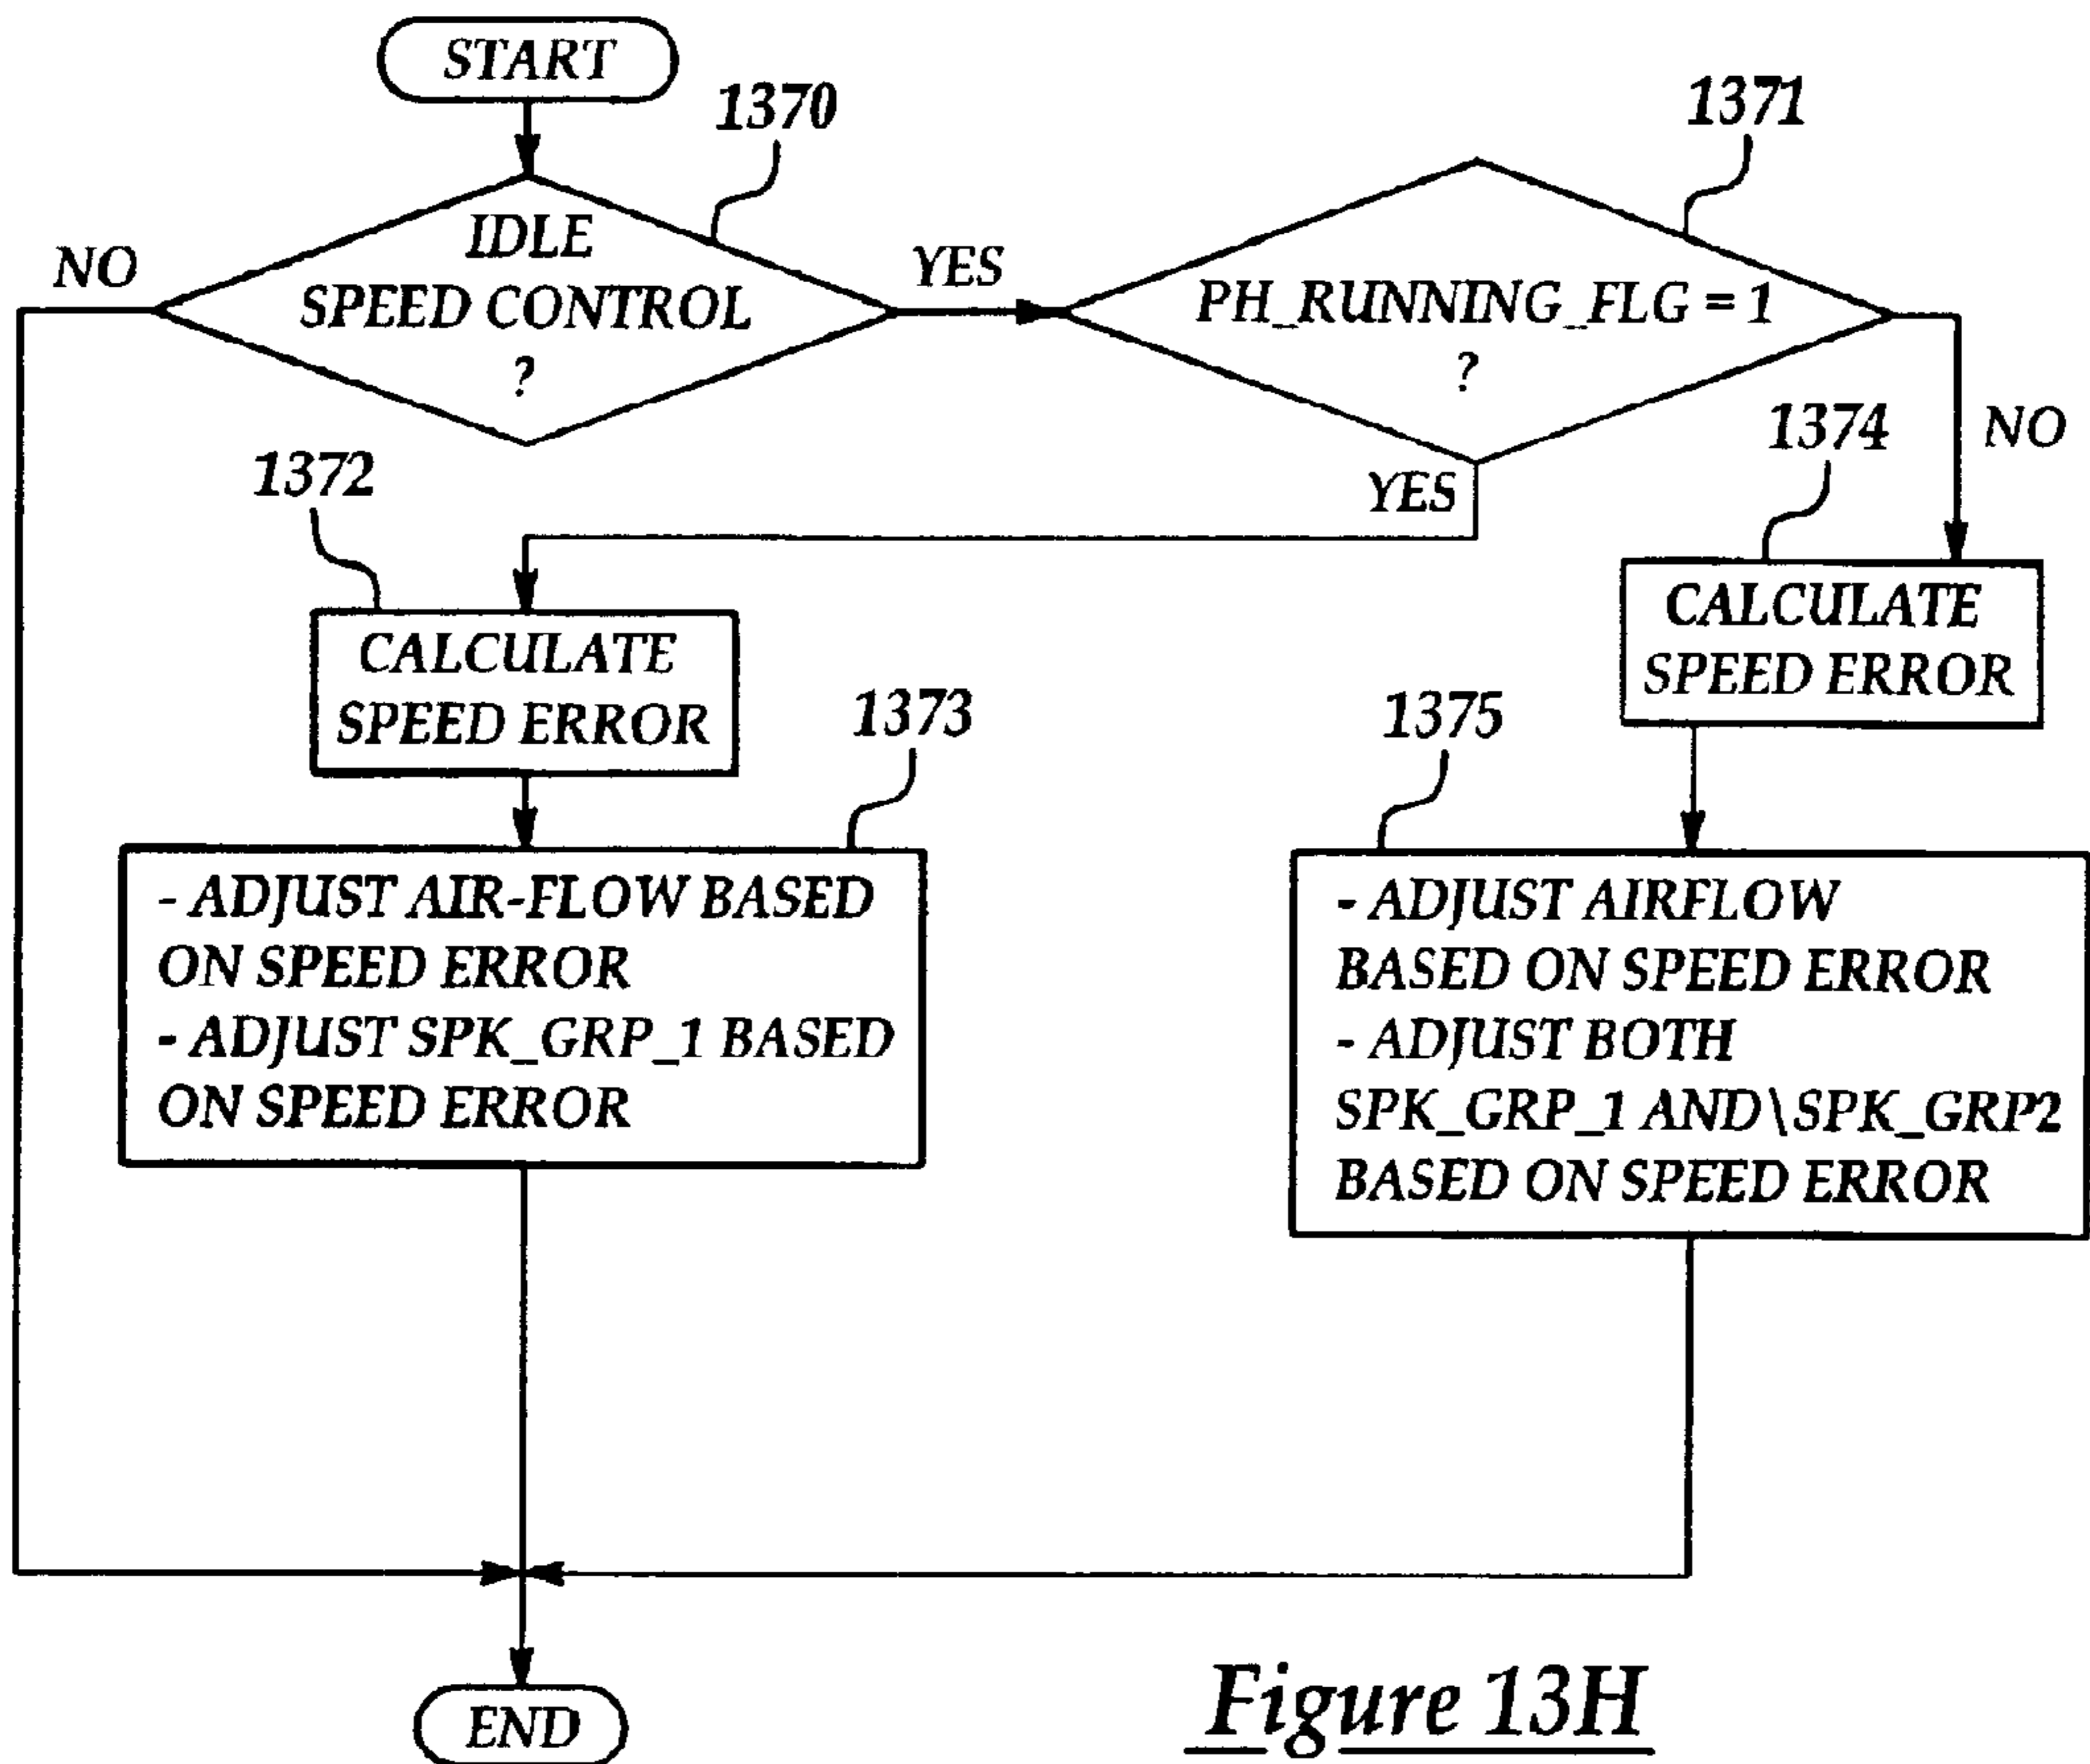 START
1370
1371
IDLE
SPEED CONTROL
?
NO
YES
PH_RUNNING_FLG = 1
?
1374
NO
1372
YES
CALCULATE
SPEED ERROR
CALCULATE
SPEED ERROR
1373
1375
- ADJUST AIR-FLOW BASED
ON SPEED ERROR
- ADJUST SPK_GRP_1 BASED
ON SPEED ERROR
- ADJUST AIRFLOW
BASED ON SPEED ERROR
- ADJUST BOTH
SPK_GRP_1 AND\SPK_GRP2
BASED ON SPEED ERROR
END
Figure 13H